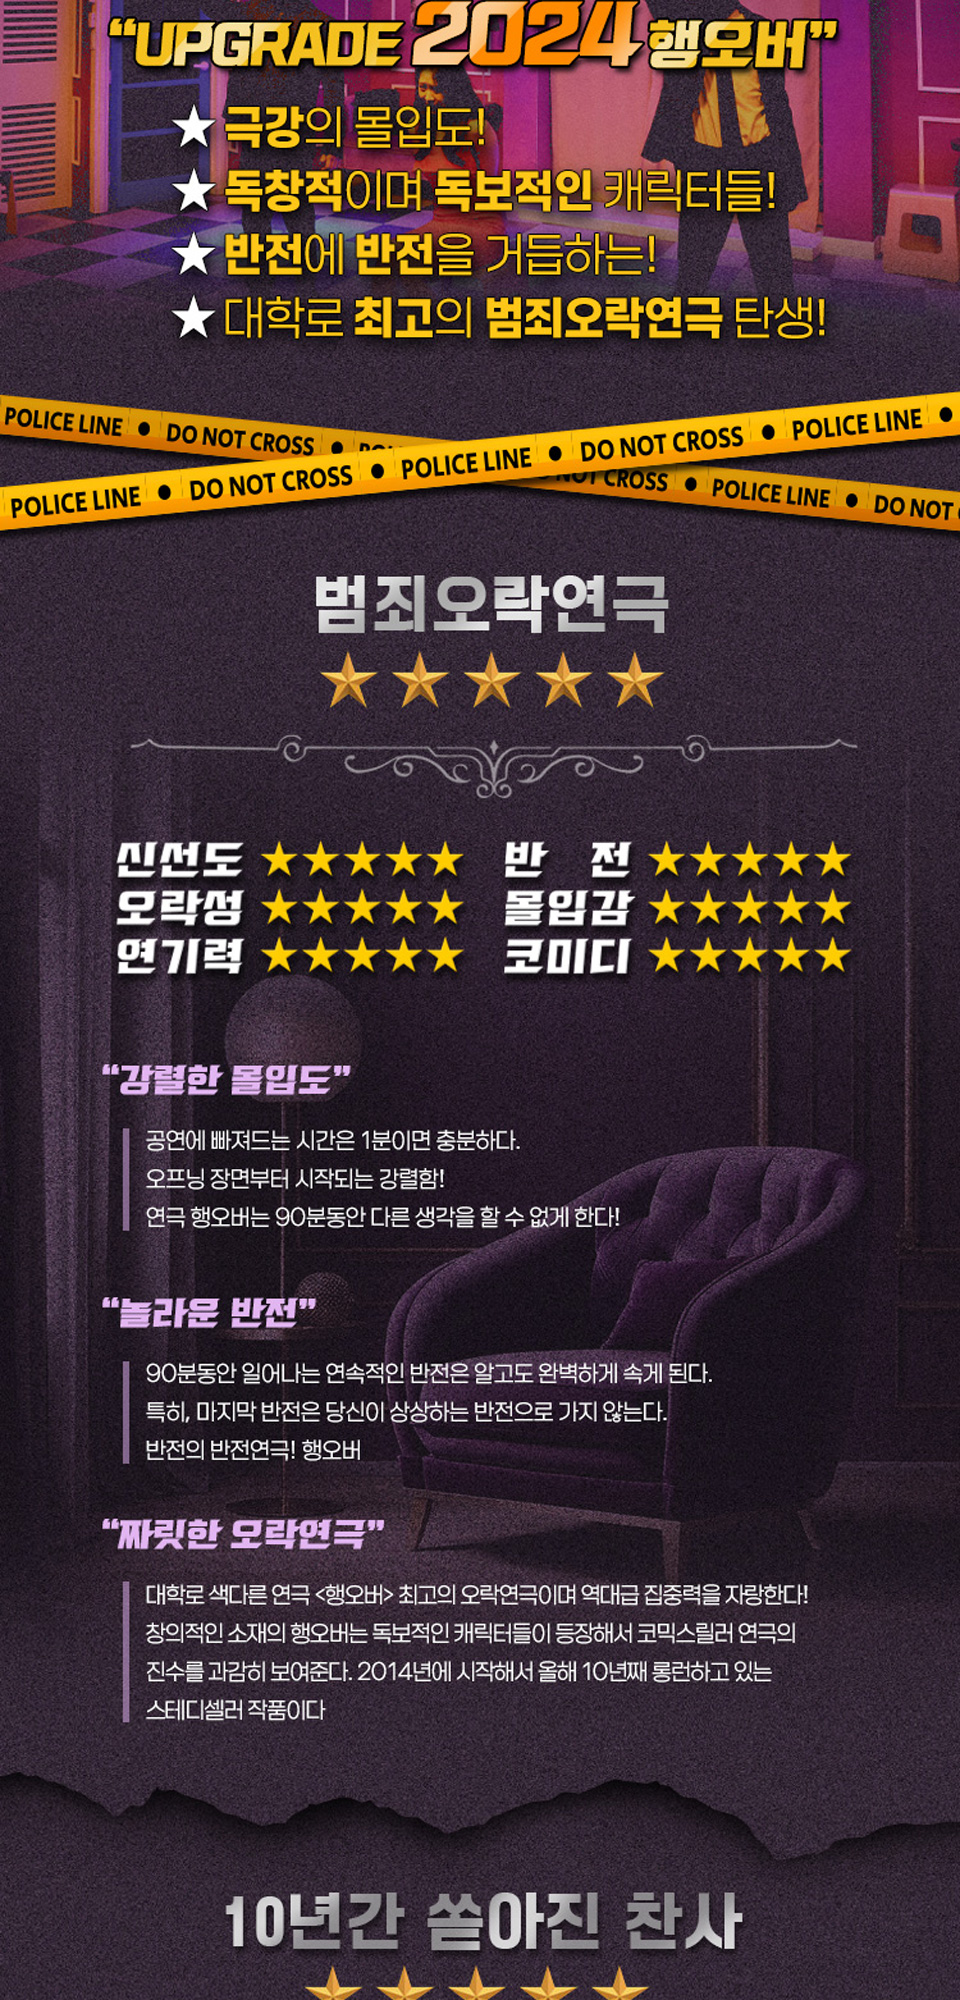 “UPGRADE 2024 행오버”
★ 극강의 몰입도!
★ 독창적이며 독보적인 캐릭터들!
★ 반전에 반전을 거듭하는!
★ 대학로 최고의 범죄오락연극 탄생!
POLICE LINE ● DO NOT CROSS ●
POLICE LINE ● DO NOT CROSS ● POLICE LINE ● DO NOT CROSS ● POLICE LINE ●
CROSS ● POLICE LINE ● DO NOT
범죄오락연극
★★★★★
신선도 ★★★★★ 반 전 ★★★★★
오락성 ★★★★★ 몰입감 ★★★★★
연기력 ★★★★★ 코미디 ★★★★★
“강렬한 몰입도”
공연에 빠져드는 시간은 1분이면 충분하다.
오프닝 장면부터 시작되는 강렬함!
연극 행오버는 90분동안 다른 생각을 할 수 없게 한다!
“놀라운 반전”
90분동안 일어나는 연속적인 반전은 알고도 완벽하게 속게 된다.
특히, 마지막 반전은 당신이 상상하는 반전으로 가지 않는다.
반전의 반전연극! 행오버
“짜릿한 오락연극”
대학로 색다른 연극 <행오버> 최고의 오락연극이며 역대급 집중력을 자랑한다!
창의적인 소재의 행오버는 독보적인 캐릭터들이 등장해서 코믹스릴러 연극의
진수를 과감히 보여준다. 2014년에 시작해서 올해 10년째 롱런하고 있는
스테디셀러 작품이다
10년간 쏟아진 찬사
★★★★★